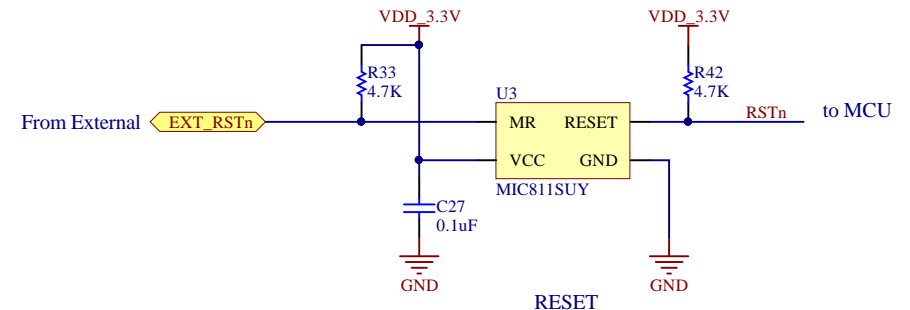 VDD_3.3V
VDD_3.3V
R33
4.7K
R42
4.7K
U3
From External
EXT_RSTn
MR
RESET
RSTn
to MCU
VCC
GND
MIC811SUY
C27
0.1uF
GND
GND
RESET